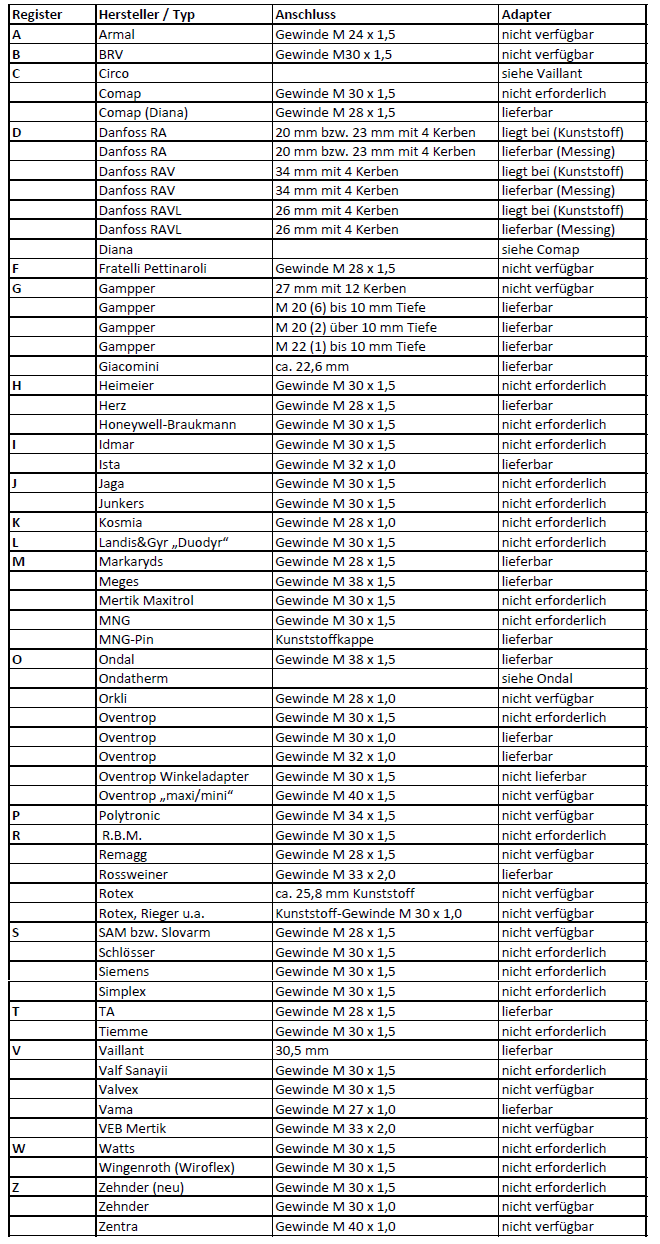 Register Hersteller / Typ Anschluss Adapter
A Armal Gewinde M 24 x 1,5 nicht verfügbar
B BRV Gewinde M30 x 1,5 nicht verfügbar
C Circo siehe Vaillant
Comap Gewinde M 30 x 1,5 nicht erforderlich
Comap (Diana) Gewinde M 28 x 1,5 lieferbar
D Danfoss RA 20 mm bzw. 23 mm mit 4 Kerben liegt bei (Kunststoff)
Danfoss RA 20 mm bzw. 23 mm mit 4 Kerben lieferbar (Messing)
Danfoss RAV 34 mm mit 4 Kerben liegt bei (Kunststoff)
Danfoss RAV 34 mm mit 4 Kerben lieferbar (Messing)
Danfoss RAVL 26 mm mit 4 Kerben liegt bei (Kunststoff)
Danfoss RAVL 26 mm mit 4 Kerben lieferbar (Messing)
Diana siehe Comap
F Fratelli Pettinaroli Gewinde M 28 x 1,5 nicht verfügbar
G Gampper 27 mm mit 12 Kerben nicht verfügbar
Gampper M 20 (6) bis 10 mm Tiefe lieferbar
Gampper M 20 (2) über 10 mm Tiefe lieferbar
Gampper M 22 (1) bis 10 mm Tiefe lieferbar
Giacomini ca. 22,6 mm lieferbar
H Heimeier Gewinde M 30 x 1,5 nicht erforderlich
Herz Gewinde M 28 x 1,5 lieferbar
Honeywell-Braukmann Gewinde M 30 x 1,5 nicht erforderlich
I Idmar Gewinde M 30 x 1,5 nicht erforderlich
Ista Gewinde M 32 x 1,0 lieferbar
J Jaga Gewinde M 30 x 1,5 nicht erforderlich
Junkers Gewinde M 30 x 1,5 nicht erforderlich
K Kosmia Gewinde M 28 x 1,0 nicht erforderlich
L Landis&Gyr „Duodyr“ Gewinde M 30 x 1,5 nicht erforderlich
M Markaryds Gewinde M 28 x 1,5 lieferbar
Meges Gewinde M 38 x 1,5 lieferbar
Mertik Maxitrol Gewinde M 30 x 1,5 nicht erforderlich
MNG Gewinde M 30 x 1,5 nicht erforderlich
MNG-Pin Kunststoffkappe lieferbar
O Ondal Gewinde M 38 x 1,5 lieferbar
Ondatherm siehe Ondal
Orkli Gewinde M 28 x 1,0 nicht verfügbar
Oventrop Gewinde M 30 x 1,5 nicht erforderlich
Oventrop Gewinde M 30 x 1,0 lieferbar
Oventrop Gewinde M 32 x 1,0 lieferbar
Oventrop Winkeladapter Gewinde M 30 x 1,5 nicht lieferbar
Oventrop „maxi/mini“ Gewinde M 40 x 1,5 nicht verfügbar
P Polytronic Gewinde M 34 x 1,5 nicht verfügbar
R R.B.M. Gewinde M 30 x 1,5 nicht erforderlich
Remagg Gewinde M 28 x 1,5 nicht verfügbar
Rossweiner Gewinde M 33 x 2,0 lieferbar
Rotex ca. 25,8 mm Kunststoff nicht verfügbar
Rotex, Rieger u.a. Kunststoff-Gewinde M 30 x 1,0 nicht verfügbar
S SAM bzw. Slovarm Gewinde M 28 x 1,5 nicht verfügbar
Schlösser Gewinde M 30 x 1,5 nicht erforderlich
Siemens Gewinde M 30 x 1,5 nicht erforderlich
Simplex Gewinde M 30 x 1,5 nicht erforderlich
T TA Gewinde M 28 x 1,5 lieferbar
Tiemme Gewinde M 30 x 1,5 nicht erforderlich
V Vaillant 30,5 mm lieferbar
Valf Sanayii Gewinde M 30 x 1,5 nicht erforderlich
Valvex Gewinde M 30 x 1,5 nicht verfügbar
Vama Gewinde M 27 x 1,0 lieferbar
VEB Mertik Gewinde M 33 x 2,0 nicht verfügbar
W Watts Gewinde M 30 x 1,5 nicht erforderlich
Wingenroth (Wiroflex) Gewinde M 30 x 1,5 nicht erforderlich
Z Zehnder (neu) Gewinde M 30 x 1,5 nicht erforderlich
Zehnder Gewinde M 30 x 1,0 nicht verfügbar
Zentra Gewinde M 40 x 1,0 nicht verfügbar